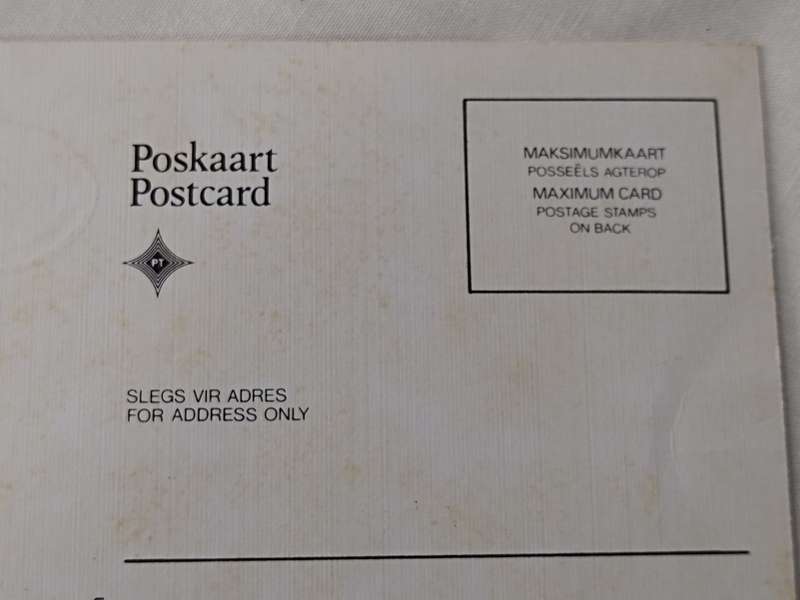 Poskaart
Postcard
PT
MAKSIMUMKAART
POSSEËLS AGTEROP
MAXIMUM CARD
POSTAGE STAMPS
ON BACK
SLEGS VIR ADRES
FOR ADDRESS ONLY